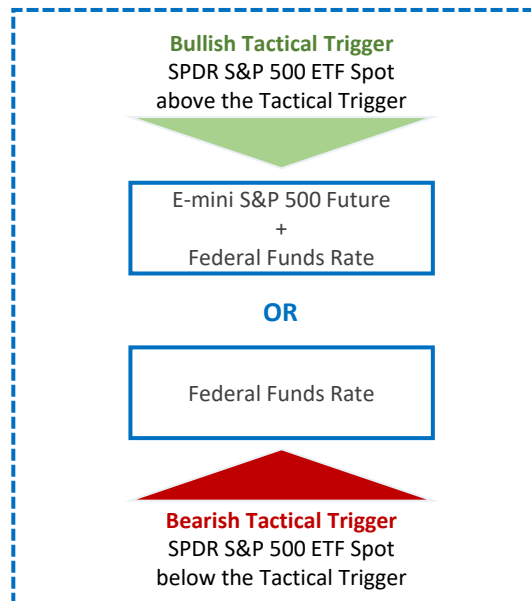 Bullish Tactical Trigger
SPDR S&P 500 ETF Spot
above the Tactical Trigger
E-mini S&P 500 Future
+
Federal Funds Rate
OR
Federal Funds Rate
Bearish Tactical Trigger
SPDR S&P 500 ETF Spot
below the Tactical Trigger